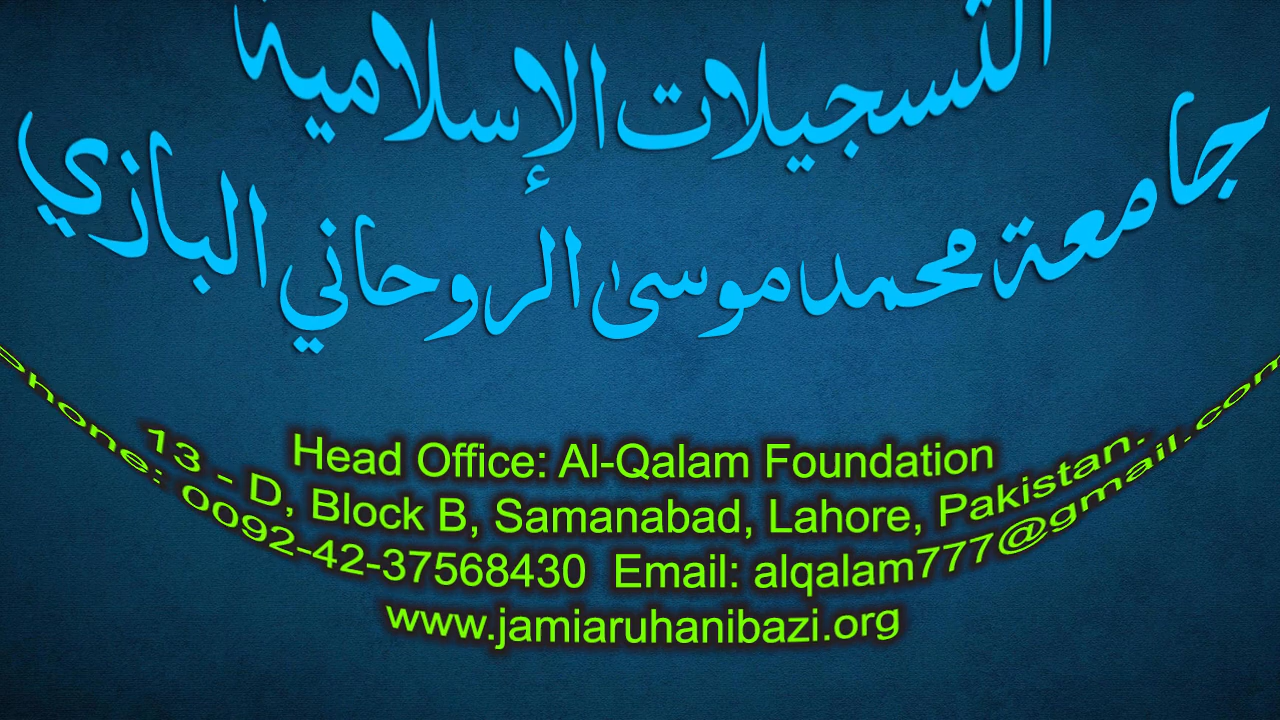 التسجيلات الإسلامية
جامعة محمد موسىٰ الروحاني البازي
Head Office: Al-Qalam Foundation
13 - D, Block B, Samanabad, Lahore, Pakistan.
Phone: 0092-42-37568430 Email: alqalam777@gmail.com
www.jamiaruhanibazi.org